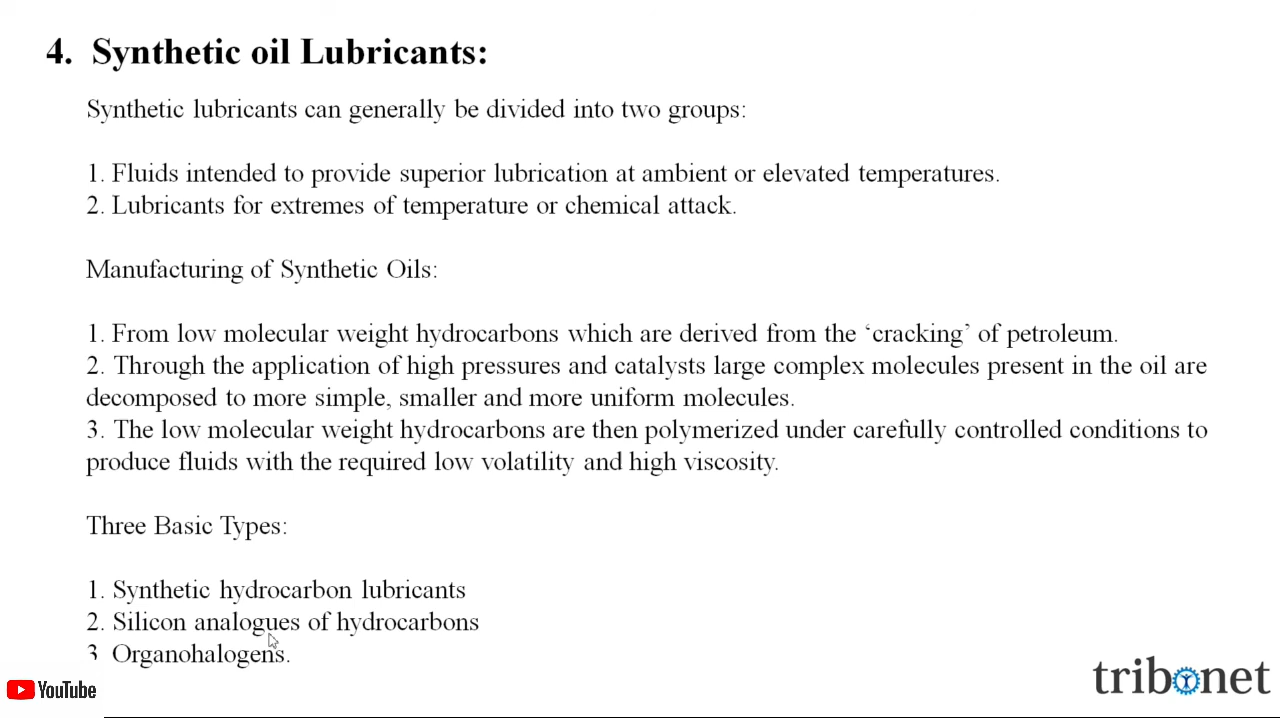 4. Synthetic oil Lubricants:
Synthetic lubricants can generally be divided into two groups:
1. Fluids intended to provide superior lubrication at ambient or elevated temperatures.
2. Lubricants for extremes of temperature or chemical attack.
Manufacturing of Synthetic Oils:
1. From low molecular weight hydrocarbons which are derived from the ‘cracking’ of petroleum.
2. Through the application of high pressures and catalysts large complex molecules present in the oil are
decomposed to more simple, smaller and more uniform molecules.
3. The low molecular weight hydrocarbons are then polymerized under carefully controlled conditions to
produce fluids with the required low volatility and high viscosity.
Three Basic Types:
1. Synthetic hydrocarbon lubricants
2. Silicon analogues of hydrocarbons
3. Organohalogens.
YouTube
tribonet